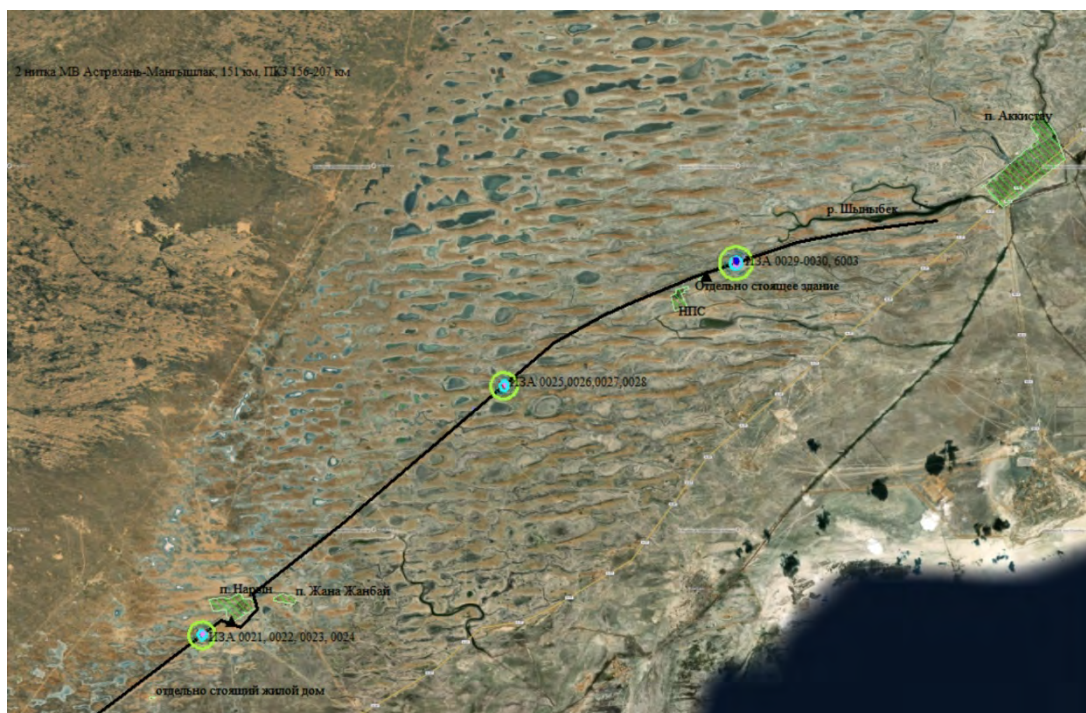 2 нитка МВ Астрахань-Мангышлак, 151 км, ПК3 156-207 км
п. Аккистау
р. Шыныбек
ИЗА 0029-0030, 6003
Отдельно стоящее здание
НПС
ИЗА 0025,0026,0027,0028
п. Нарын
п. Жана Жанбай
ИЗА 0021, 0022, 0023, 0024
отдельно стоящий жилой дом